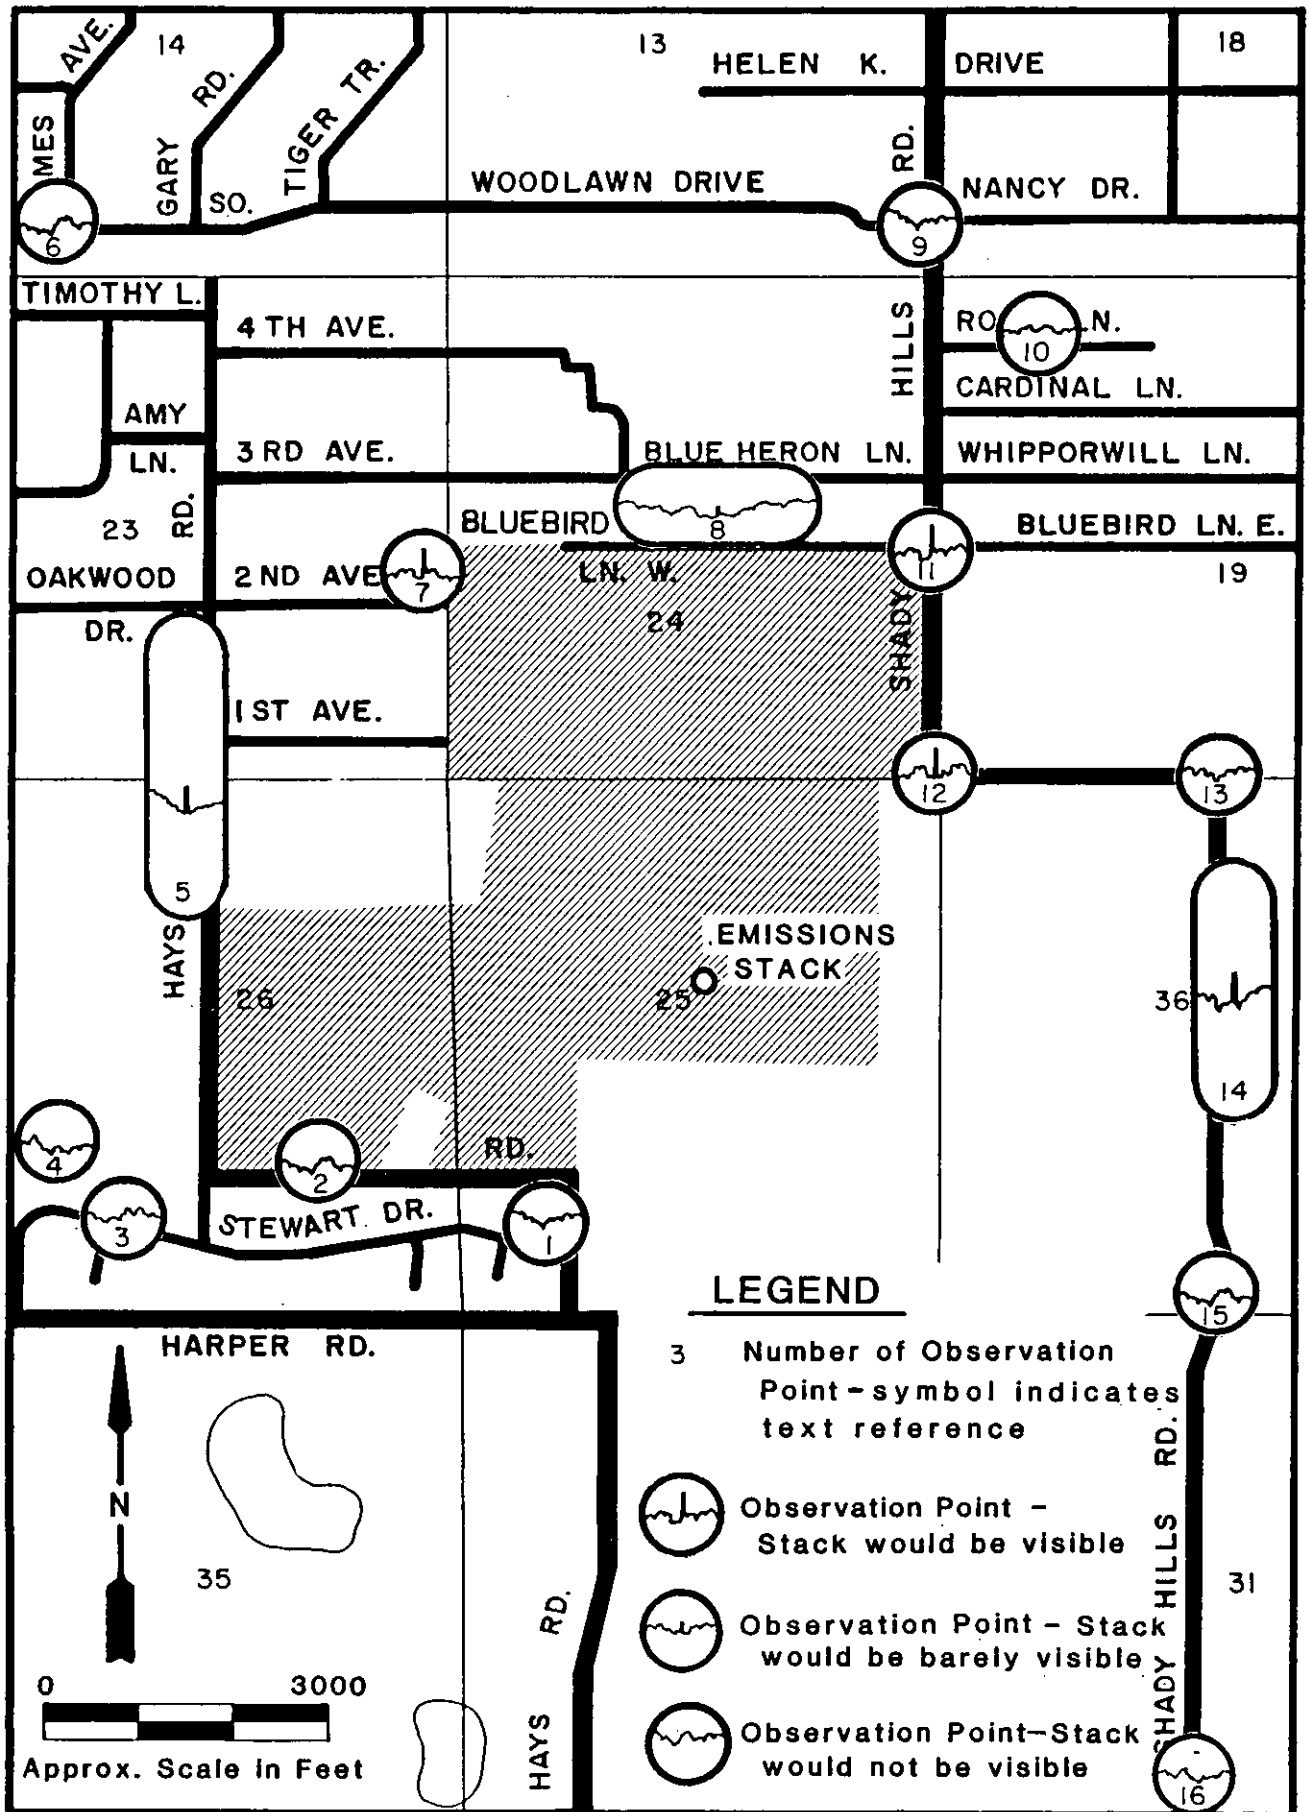 AVE.
14
13
18
HELEN K. DRIVE
RD.
TIGER TR.
MES
GARY
RD.
WOODLAWN DRIVE
NANCY DR.
SO.
6
9
TIMOTHY L.
4 TH AVE.
HILLS
RO
.N.
10
CARDINAL LN.
AMY
LN.
3 RD AVE.
BLUE HERON LN.
WHIPPORWILL LN.
23
RD.
BLUEBIRD
8
BLUEBIRD LN. E.
OAKWOOD
2 ND AVE
7
LN. W.
11
19
DR.
24
SHADY
1 ST AVE.
12
13
5
HAYS
.EMISSIONS
STACK
26
25
36
14
4
RD.
2
3
STEWART DR.
1
15
LEGEND
HARPER RD.
3 Number of Observation
Point-symbol indicates
text reference
N
Observation Point -
Stack would be visible
35
31
Observation Point - Stack
would be barely visible
Observation Point-Stack
would not be visible
HAYS RD.
SHADY HILLS RD.
0 3000
Approx. Scale in Feet
16